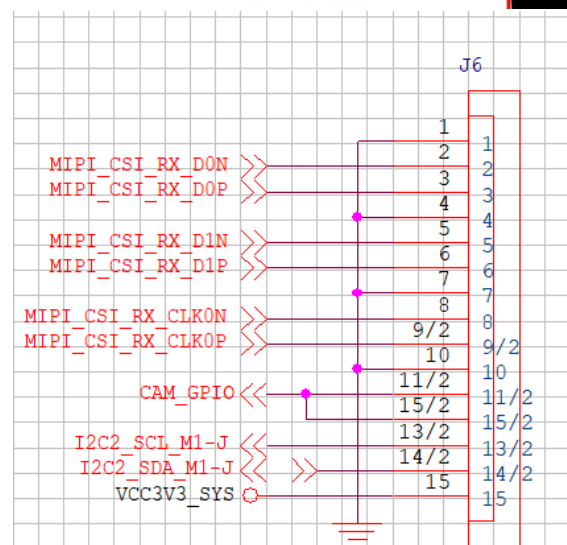 J6
1 1
MIPI_CSI_RX_D0N 2 2
MIPI_CSI_RX_D0P 3 3
4 4
MIPI_CSI_RX_D1N 5 5
MIPI_CSI_RX_D1P 6 6
7 7
MIPI_CSI_RX_CLK0N 8 8
MIPI_CSI_RX_CLK0P 9/2 9/2
10 10
CAM_GPIO 11/2 11/2
15/2 15/2
I2C2_SCL_M1-J 13/2 13/2
I2C2_SDA_M1-J 14/2 14/2
VCC3V3_SYS 15 15